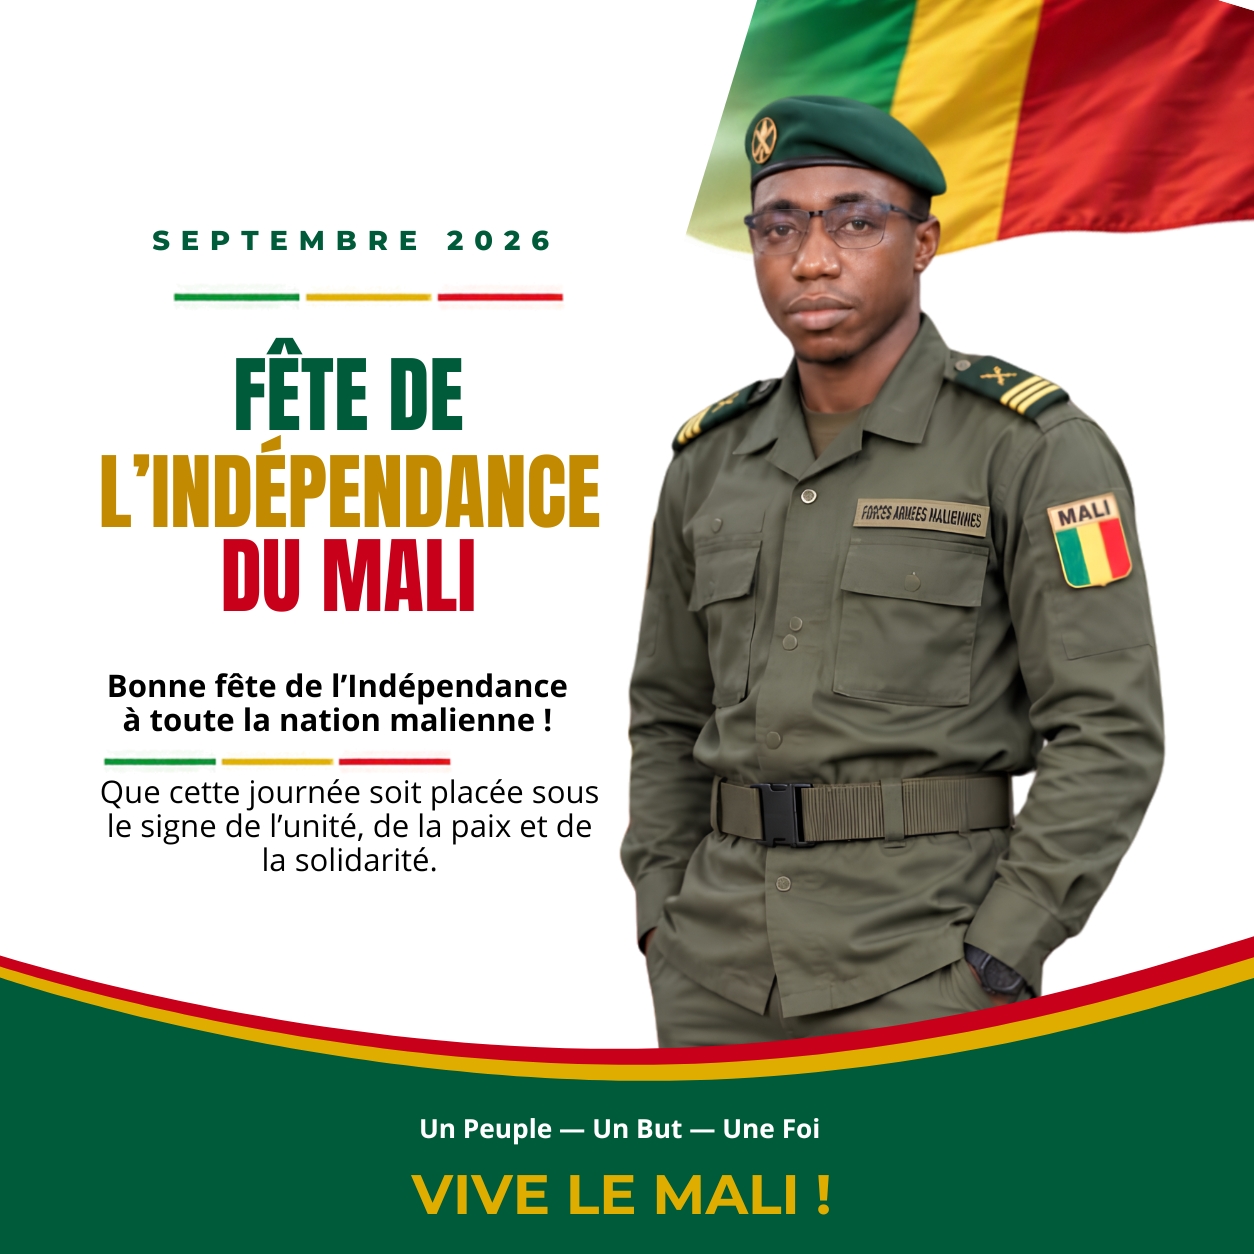 SEPTEMBRE 2026
FÊTE DE
L’INDÉPENDANCE
DU MALI
Bonne fête de l’Indépendance
à toute la nation malienne !
Que cette journée soit placée sous
le signe de l’unité, de la paix et de
la solidarité.
FORCES ARMEES MALIENNES
MALI
Un Peuple — Un But — Une Foi
VIVE LE MALI !